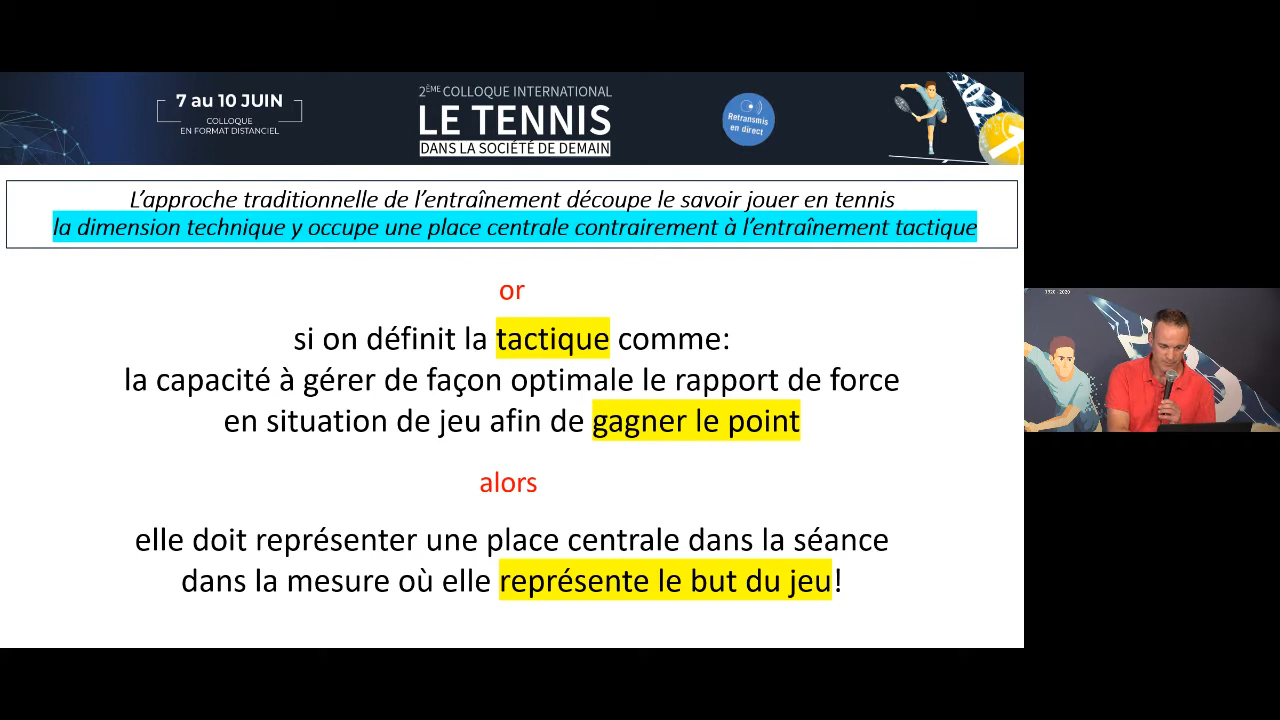 7 au 10 JUIN
COLLOQUE
EN FORMAT DISTANCIEL
2ÈME COLLOQUE INTERNATIONAL
LE TENNIS
DANS LA SOCIÉTÉ DE DEMAIN
Retransmis
en direct
2021
L'approche traditionnelle de l'entraînement découpe le savoir jouer en tennis
la dimension technique y occupe une place centrale contrairement à l'entraînement tactique
or
si on définit la tactique comme:
la capacité à gérer de façon optimale le rapport de force
en situation de jeu afin de gagner le point
alors
elle doit représenter une place centrale dans la séance
dans la mesure où elle représente le but du jeu!
1920 - 2020